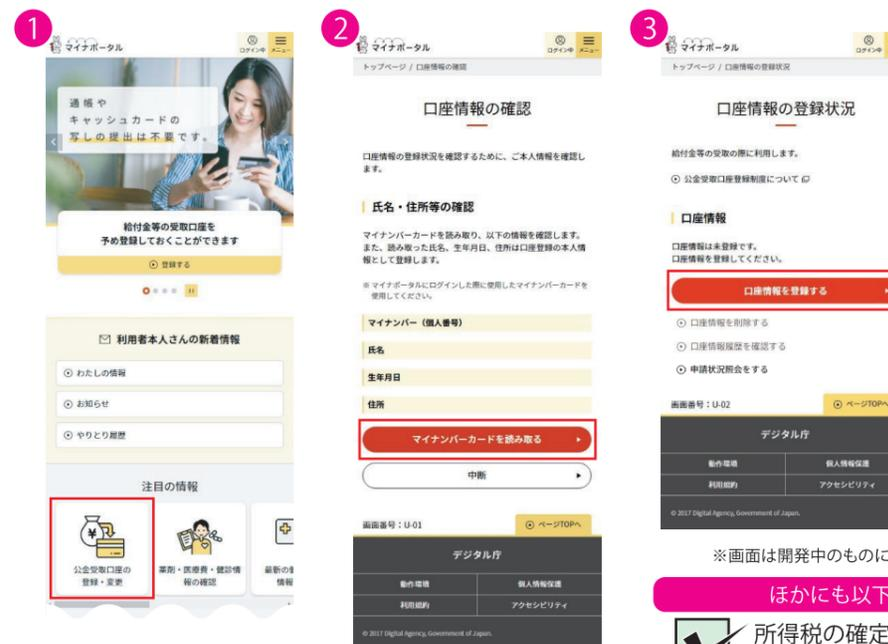 1
マイナポータル
ログイン中
メニュー
通帳や
キャッシュカードの
写しの提出は不要です。
給付金等の受取口座を
予め登録しておくことができます
登録する
利用者本人さんの新着情報
わたしの情報
お知らせ
やりとり履歴
注目の情報
公金受取口座の
登録・変更
薬剤・医療費・健診情
報の確認
最新の
情報
2
マイナポータル
ログイン中
メニュー
トップページ / 口座情報の確認
口座情報の確認
口座情報の登録状況を確認するために、ご本人情報を確認し
ます。
氏名・住所等の確認
マイナンバーカードを読み取り、以下の情報を確認します。
また、読み取った氏名、生年月日、住所は口座登録の本人情
報として登録します。
※ マイナポータルにログインした際に使用したマイナンバーカードを
使用してください。
マイナンバー（個人番号）
氏名
生年月日
住所
マイナンバーカードを読み取る
中断
画面番号：U-01
ページTOPへ
デジタル庁
動作環境
個人情報保護
利用規約
アクセシビリティ
© 2017 Digital Agency, Government of Japan.
3
マイナポータル
ログイン中
トップページ / 口座情報の登録状況
口座情報の登録状況
給付金等の受取の際に利用します。
公金受取口座登録制度について
口座情報
口座情報は未登録です。
口座情報を登録してください。
口座情報を登録する
口座情報を削除する
口座情報履歴を確認する
申請状況照会をする
画面番号：U-02
ページTOPへ
デジタル庁
動作環境
個人情報保護
利用規約
アクセシビリティ
© 2017 Digital Agency, Government of Japan.
※画面は開発中のものに
ほかにも以下
所得税の確定